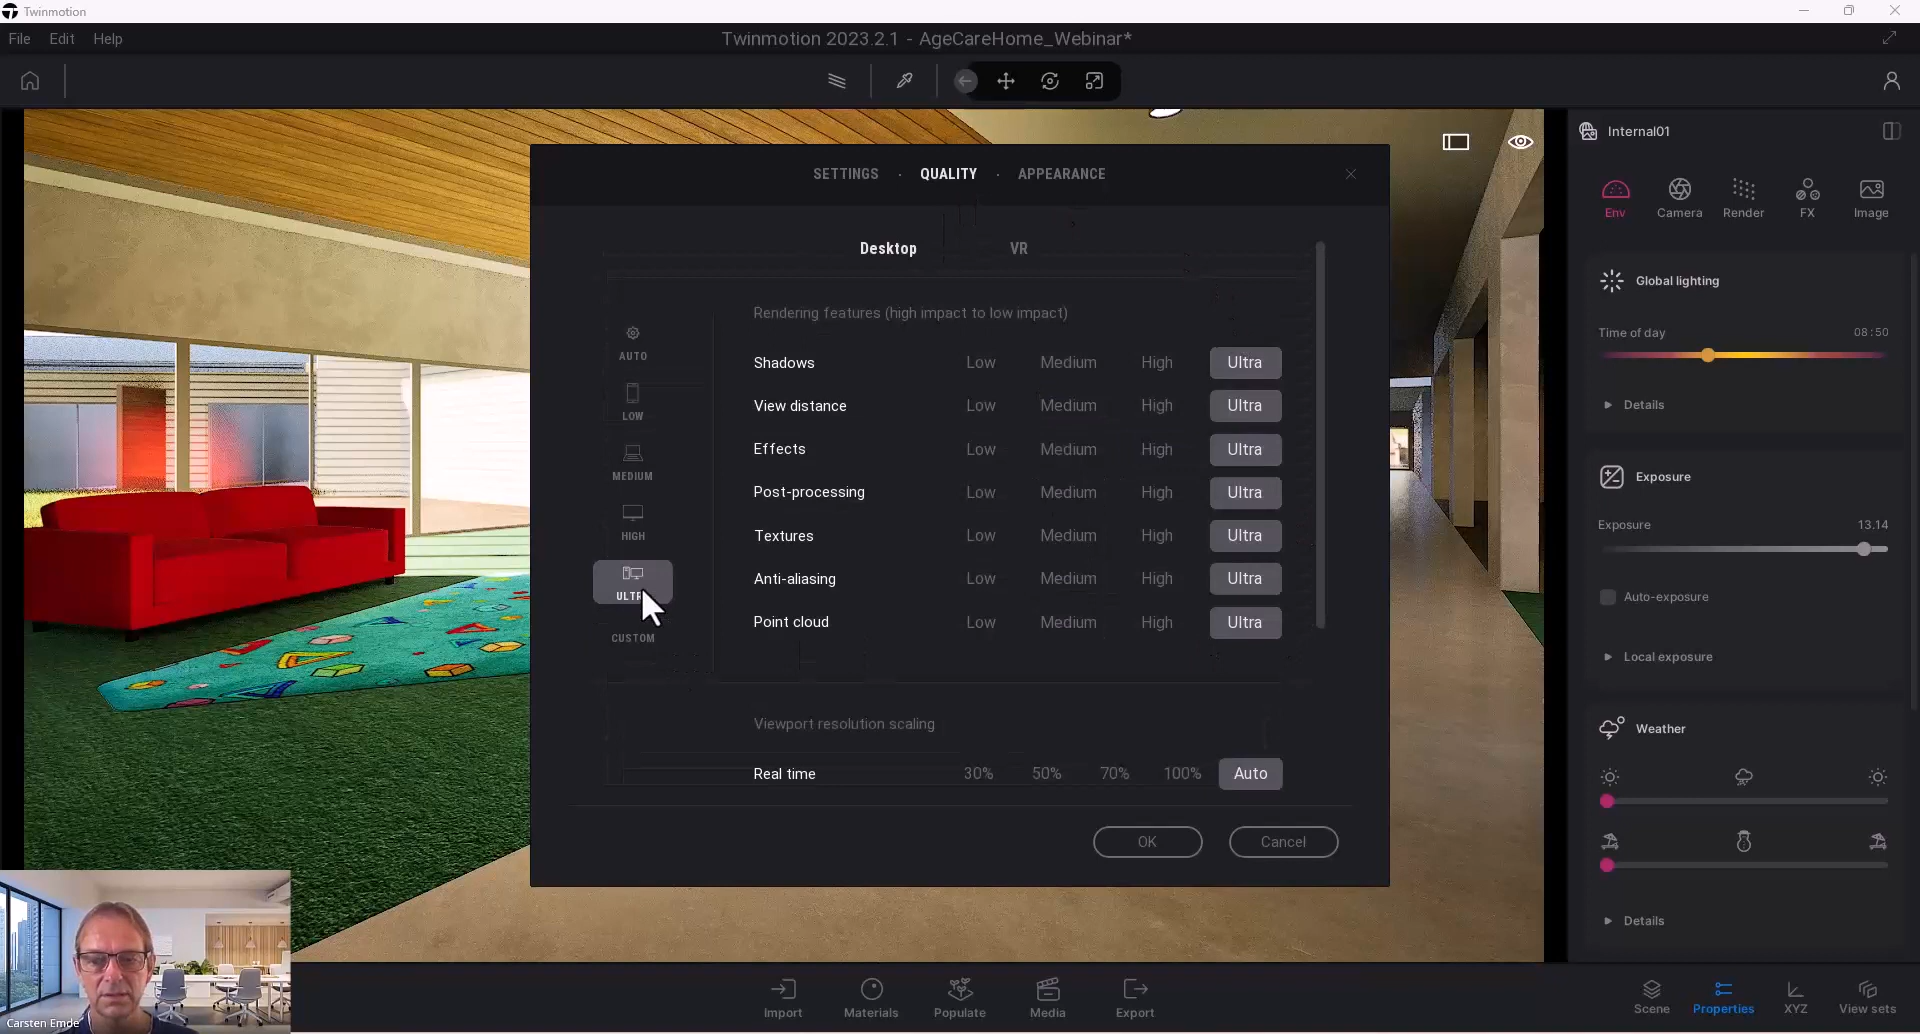 Twinmotion
File Edit Help
Twinmotion 2023.2.1 - AgeCareHome_Webinar*
Internal01
Env Camera Render FX Image
Global lighting
Time of day 08:50
Details
Exposure
Exposure 13.14
Auto-exposure
Local exposure
Weather
Details
SETTINGS · QUALITY · APPEARANCE
Desktop VR
AUTO
LOW
MEDIUM
HIGH
CUSTOM
Rendering features (high impact to low impact)
Shadows Low Medium High Ultra
View distance Low Medium High Ultra
Effects Low Medium High Ultra
Post-processing Low Medium High Ultra
Textures Low Medium High Ultra
Anti-aliasing Low Medium High Ultra
Point cloud Low Medium High Ultra
Viewport resolution scaling
Real time 30% 50% 70% 100% Auto
OK Cancel
Carsten Emde
Import Materials Populate Media Export
Scene Properties XYZ View sets